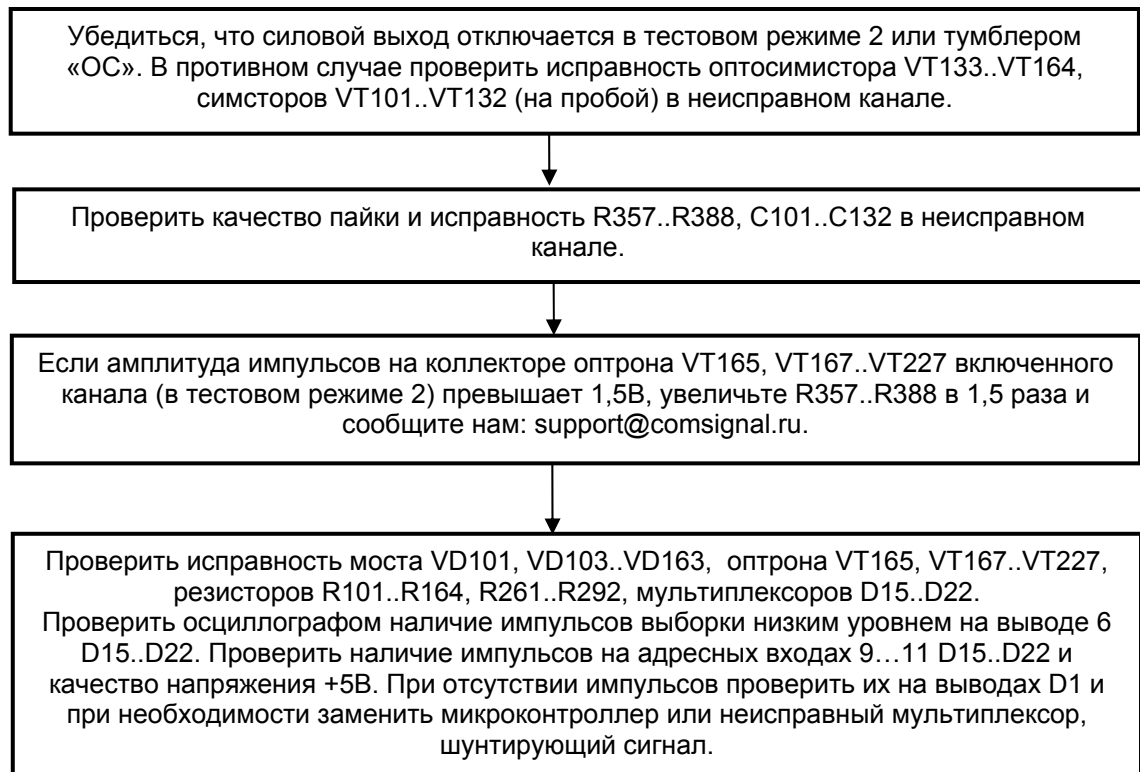 Убедиться, что силовой выход отключается в тестовом режиме 2 или тумблером
«ОС». В противном случае проверить исправность оптосимистора VT133..VT164,
симсторов VT101..VT132 (на пробой) в неисправном канале.
Проверить качество пайки и исправность R357..R388, C101..C132 в неисправном
канале.
Если амплитуда импульсов на коллекторе оптрона VT165, VT167..VT227 включенного
канала (в тестовом режиме 2) превышает 1,5В, увеличьте R357..R388 в 1,5 раза и
сообщите нам: support@comsignal.ru.
Проверить исправность моста VD101, VD103..VD163, оптрона VT165, VT167..VT227,
резисторов R101..R164, R261..R292, мультиплексоров D15..D22.
Проверить осциллографом наличие импульсов выборки низким уровнем на выводе 6
D15..D22. Проверить наличие импульсов на адресных входах 9…11 D15..D22 и
качество напряжения +5В. При отсутствии импульсов проверить их на выводах D1 и
при необходимости заменить микроконтроллер или неисправный мультиплексор,
шунтирующий сигнал.